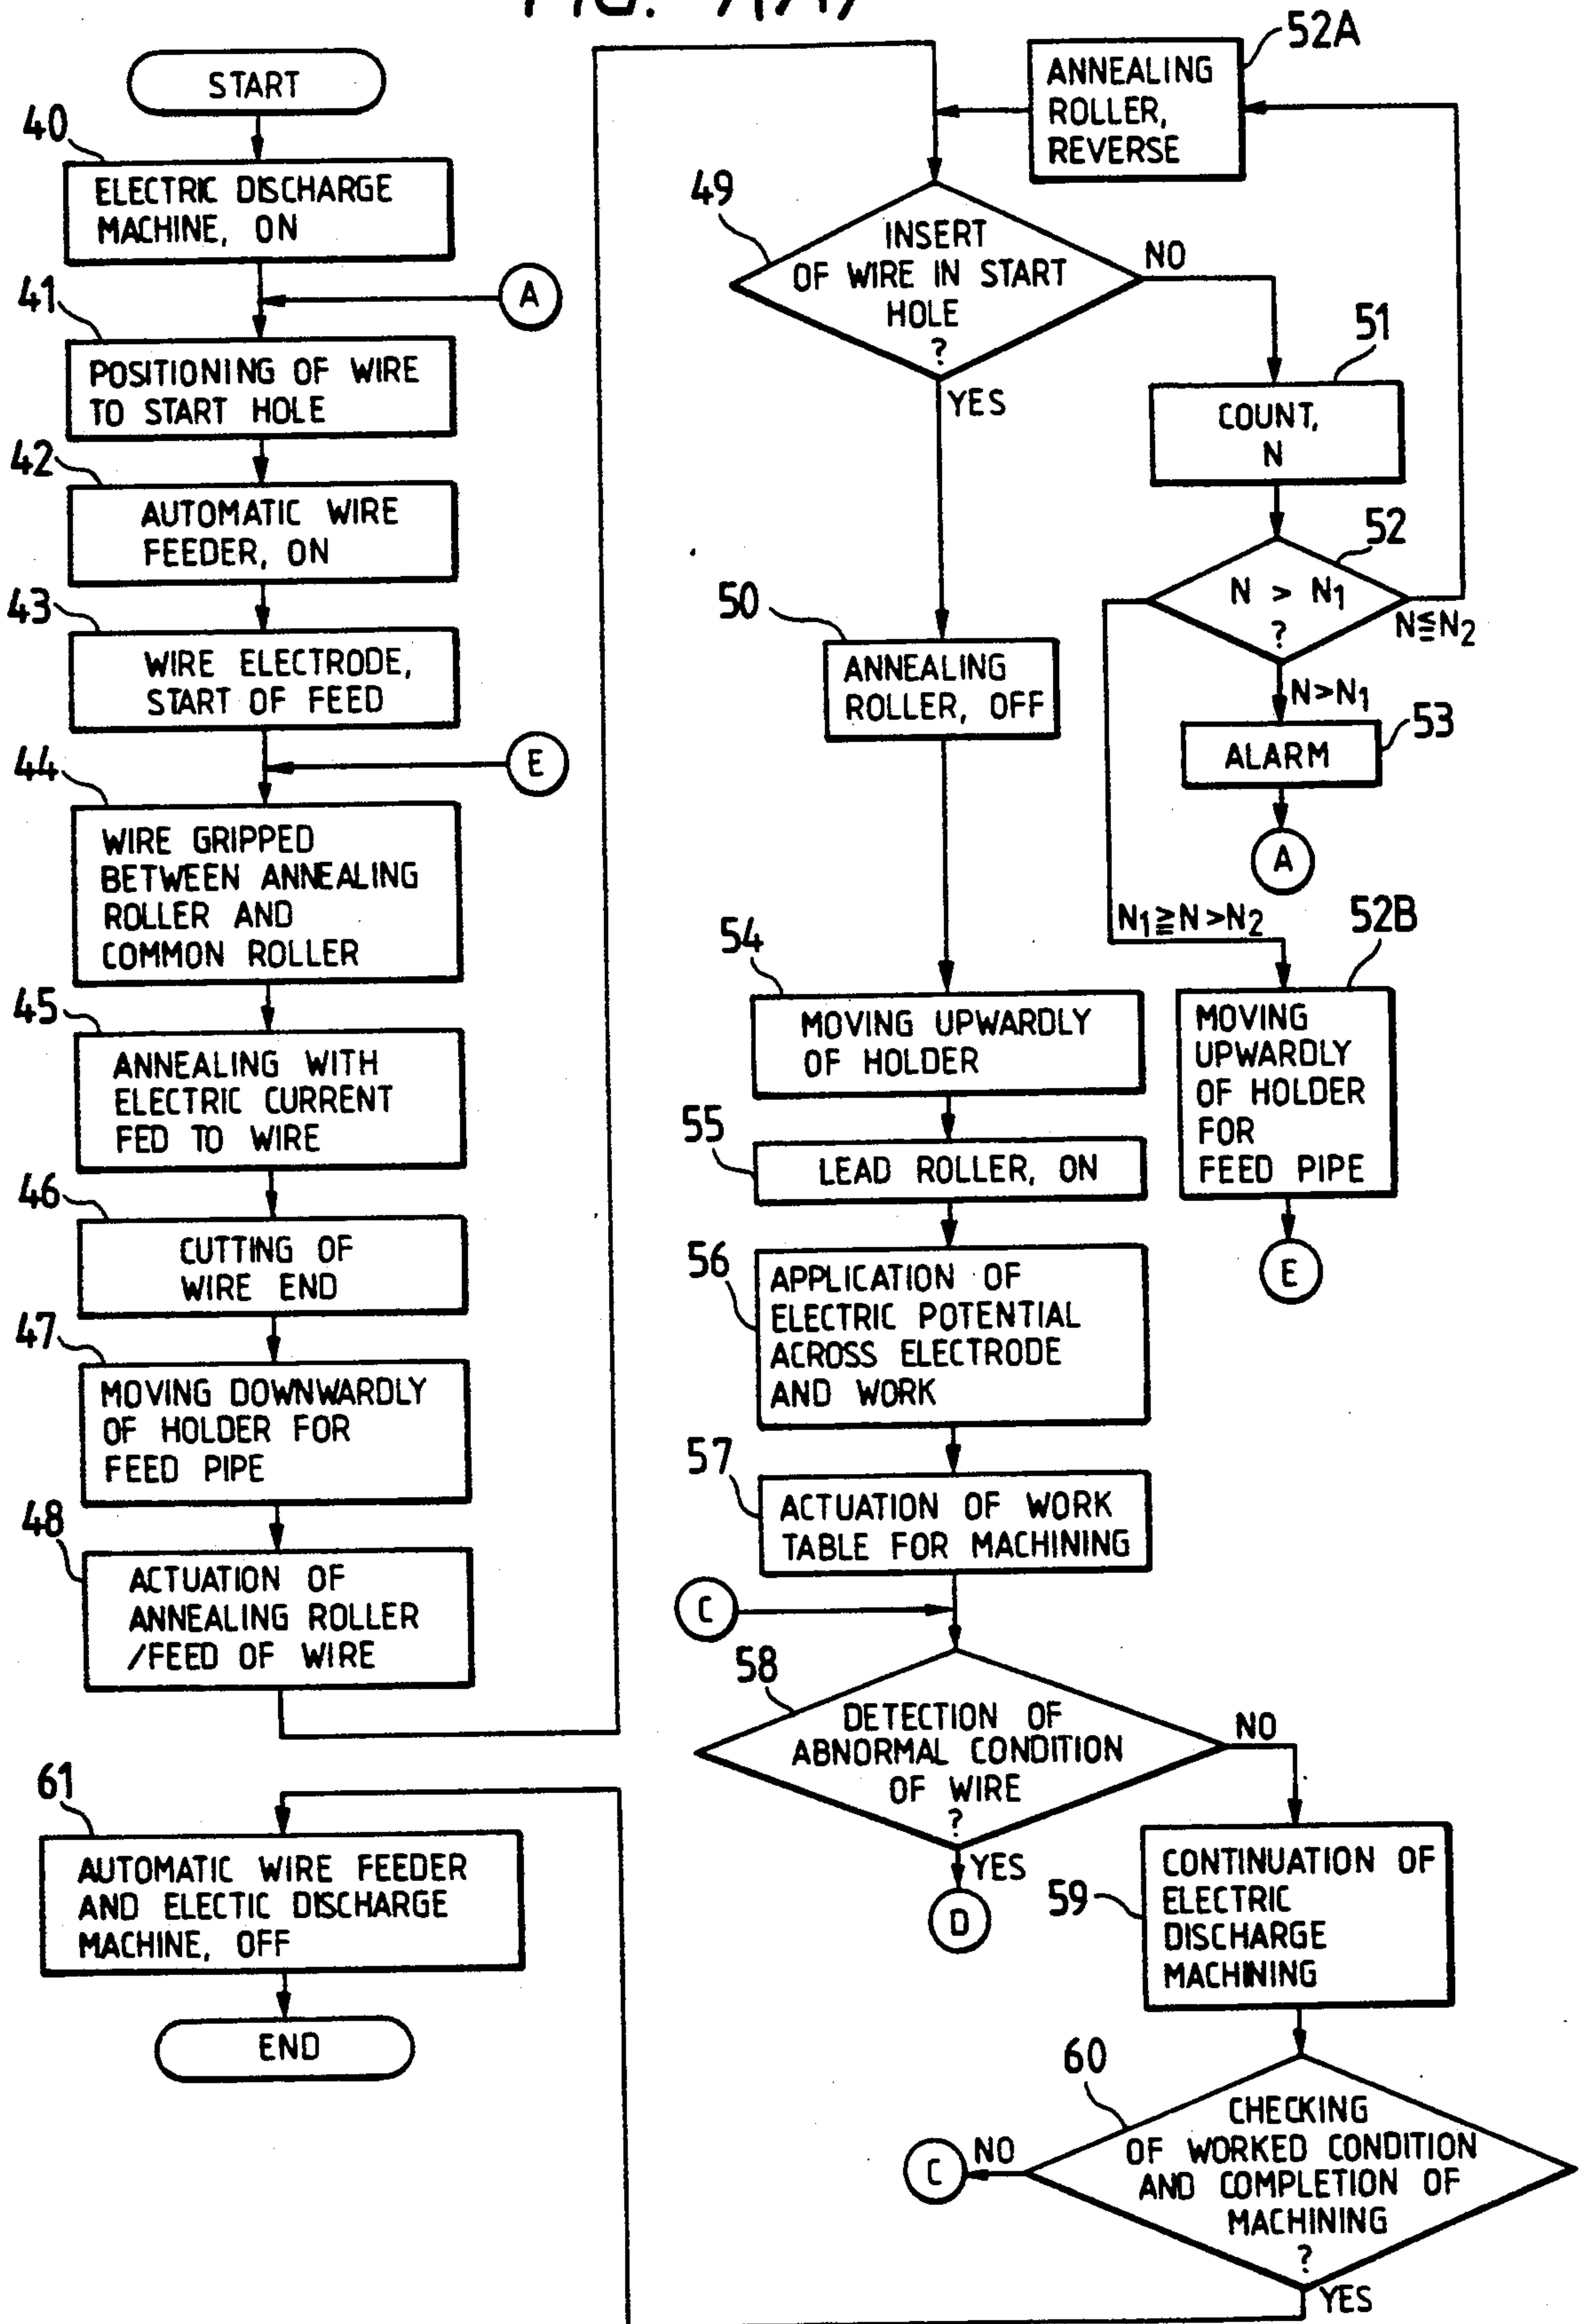 FIG. 7(A)
START
40
ELECTRIC DISCHARGE
MACHINE, ON
A
41
POSITIONING OF WIRE
TO START HOLE
42
AUTOMATIC WIRE
FEEDER, ON
43
WIRE ELECTRODE,
START OF FEED
E
44
WIRE GRIPPED
BETWEEN ANNEALING
ROLLER AND
COMMON ROLLER
45
ANNEALING WITH
ELECTRIC CURRENT
FED TO WIRE
46
CUTTING OF
WIRE END
47
MOVING DOWNWARDLY
OF HOLDER FOR
FEED PIPE
48
ACTUATION OF
ANNEALING ROLLER
/FEED OF WIRE
52A
ANNEALING
ROLLER,
REVERSE
49
INSERT
OF WIRE IN START
HOLE
?
NO
YES
51
COUNT,
N
52
N > N1
?
N≦N2
N>N1
53
ALARM
A
N1≧N>N2
52B
MOVING
UPWARDLY
OF HOLDER
FOR
FEED PIPE
E
50
ANNEALING
ROLLER, OFF
54
MOVING UPWARDLY
OF HOLDER
55
LEAD ROLLER, ON
56
APPLICATION OF
ELECTRIC POTENTIAL
ACROSS ELECTRODE
AND WORK
57
ACTUATION OF WORK
TABLE FOR MACHINING
C
58
DETECTION OF
ABNORMAL CONDITION
OF WIRE
?
NO
YES
D
59
CONTINUATION OF
ELECTRIC
DISCHARGE
MACHINING
60
CHECKING
OF WORKED CONDITION
AND COMPLETION OF
MACHINING
?
NO
C
YES
61
AUTOMATIC WIRE FEEDER
AND ELECTIC DISCHARGE
MACHINE, OFF
END